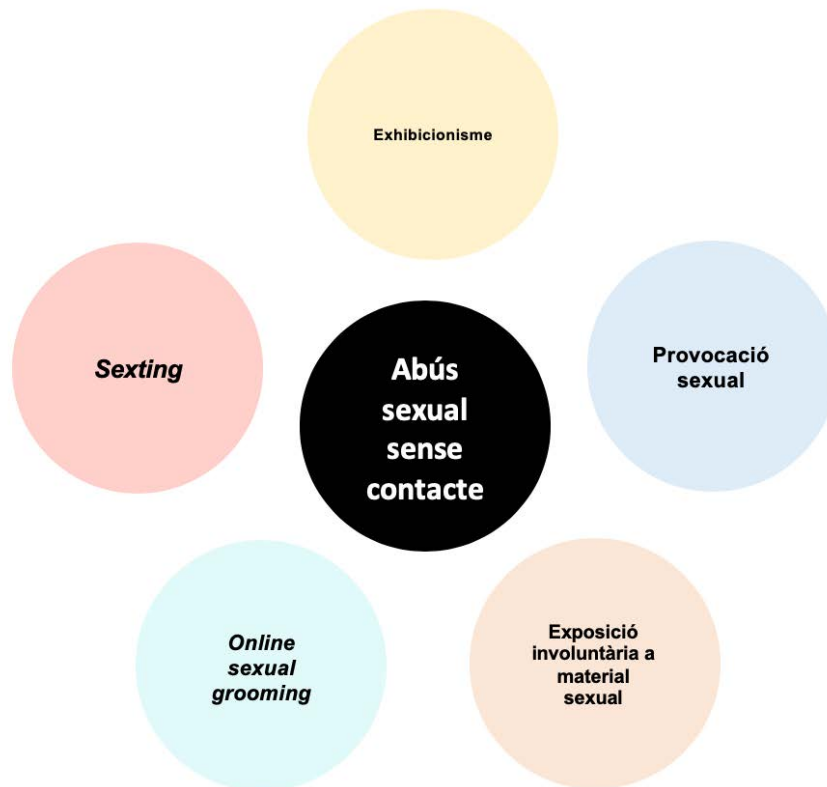 Exhibicionisme
Sexting
Provocació
sexual
Abús
sexual
sense
contacte
Online
sexual
grooming
Exposició
involuntària a
material
sexual